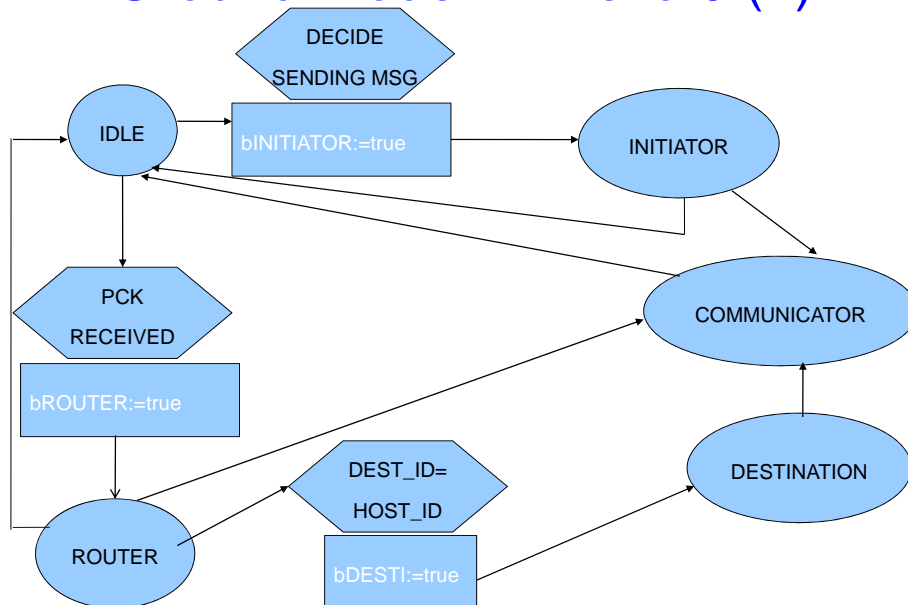 DECIDE
SENDING MSG
IDLE
bINITIATOR:=true
INITIATOR
PCK
RECEIVED
COMMUNICATOR
bROUTER:=true
DEST_ID=
HOST_ID
DESTINATION
ROUTER
bDESTI:=true